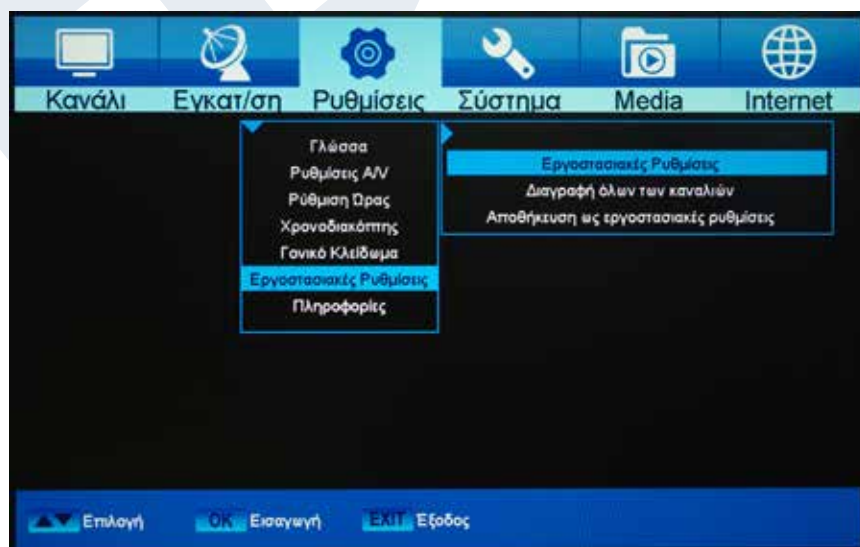 Κανάλι Εγκατ/ση Ρυθμίσεις Σύστημα Media Internet
Γλώσσα
Ρυθμίσεις A/V
Ρύθμιση Ώρας
Χρονοδιακόπτης
Γονικό Κλείδωμα
Εργοστασιακές Ρυθμίσεις
Πληροφορίες
Εργοστασιακές Ρυθμίσεις
Διαγραφή όλων των καναλιών
Αποθήκευση ως εργοστασιακές ρυθμίσεις
Επιλογή OK Εισαγωγή EXIT Έξοδος